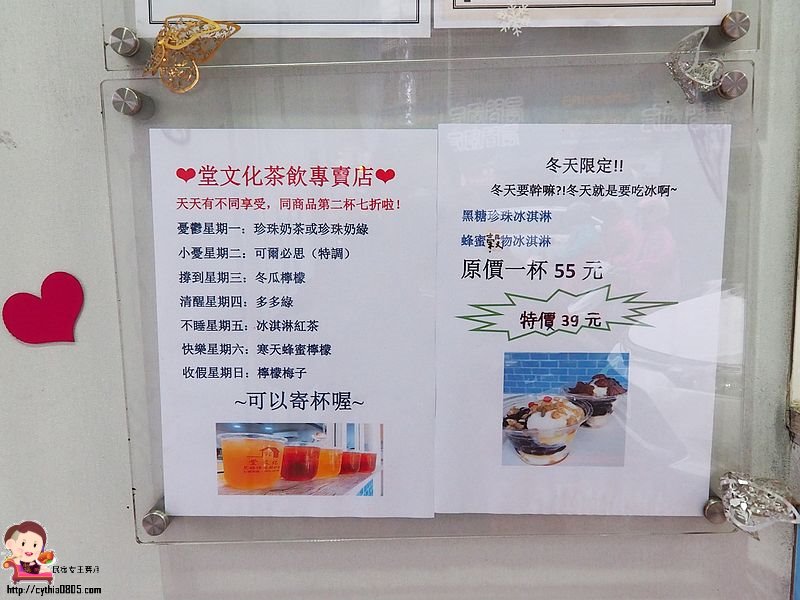 ❤堂文化茶飲專賣店❤
天天有不同享受，同商品第二杯七折啦!
憂鬱星期一：珍珠奶茶或珍珠奶綠
小憂星期二：可爾必思（特調）
撐到星期三：冬瓜檸檬
清醒星期四：多多綠
不睡星期五：冰淇淋紅茶
快樂星期六：寒天蜂蜜檸檬
收假星期日：檸檬梅子
~可以寄杯喔~
堂文化
冬天限定!!
冬天要幹嘛?!冬天就是要吃冰啊~
黑糖珍珠冰淇淋
蜂蜜穀物冰淇淋
原價一杯 55 元
特價 39 元
http://cythia0805.com